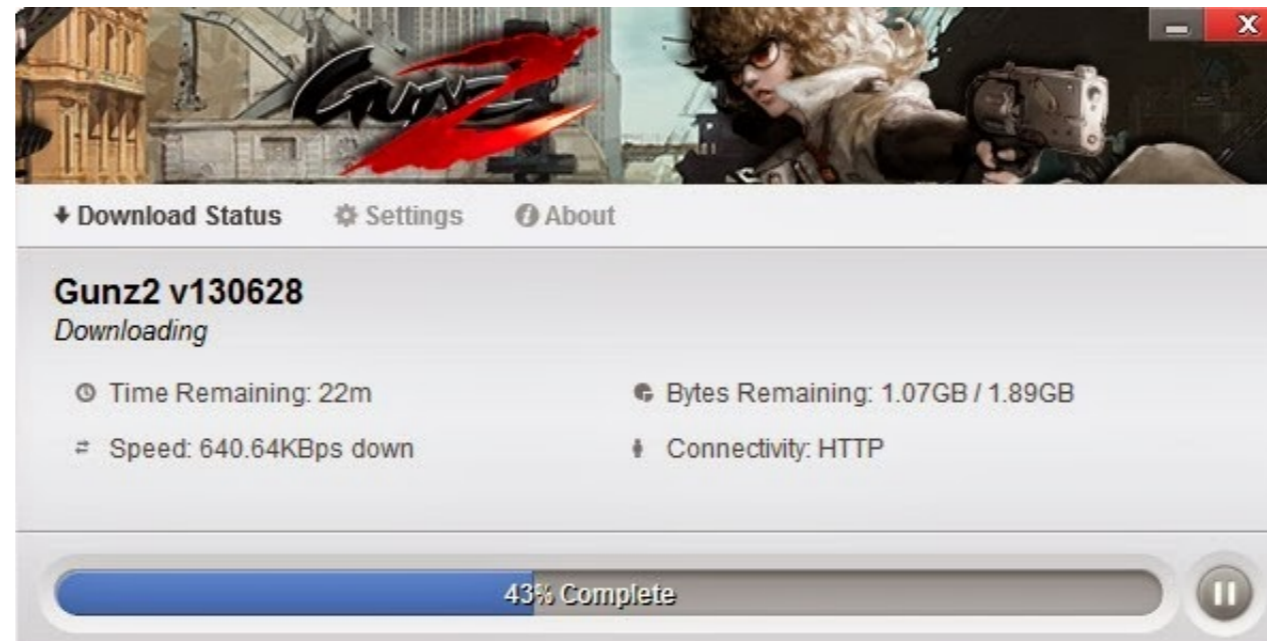 GUNZ
X
Download Status Settings About
Gunz2 v130628
Downloading
Time Remaining: 22m Bytes Remaining: 1.07GB / 1.89GB
Speed: 640.64KBps down Connectivity: HTTP
43% Complete